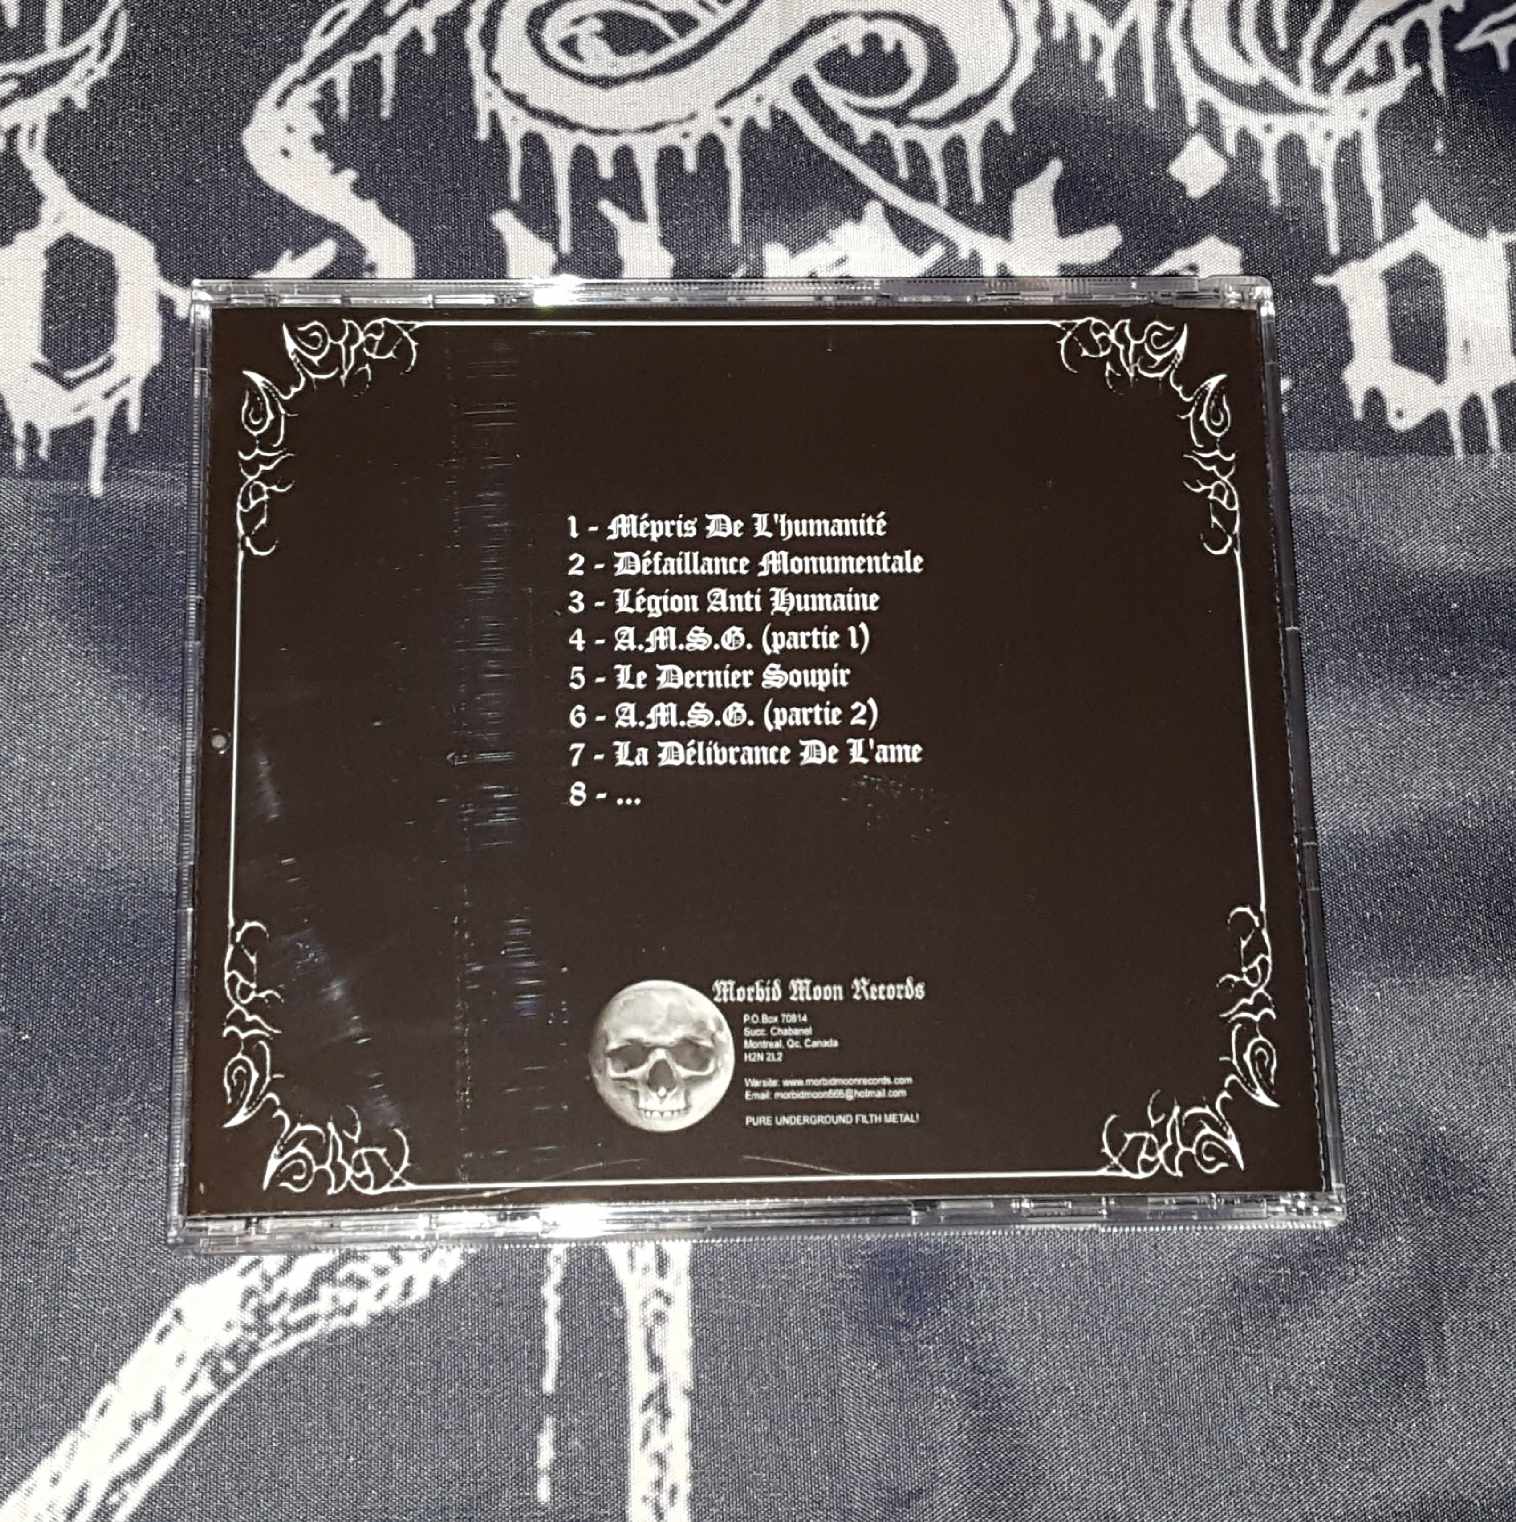 1 - Mépris De L'humanité
2 - Défaillance Monumentale
3 - Légion Anti Humaine
4 - A.M.S.G. (partie 1)
5 - Le Dernier Soupir
6 - A.M.S.G. (partie 2)
7 - La Délivrance De L'ame
8 - ...
Morbid Moon Records
P.O.Box 70814
Succ. Chabanel
Montreal, Qc, Canada
H2N 2L2
Warsite: www.morbidmoonrecords.com
Email: morbidmoon666@hotmail.com
PURE UNDERGROUND FILTH METAL!